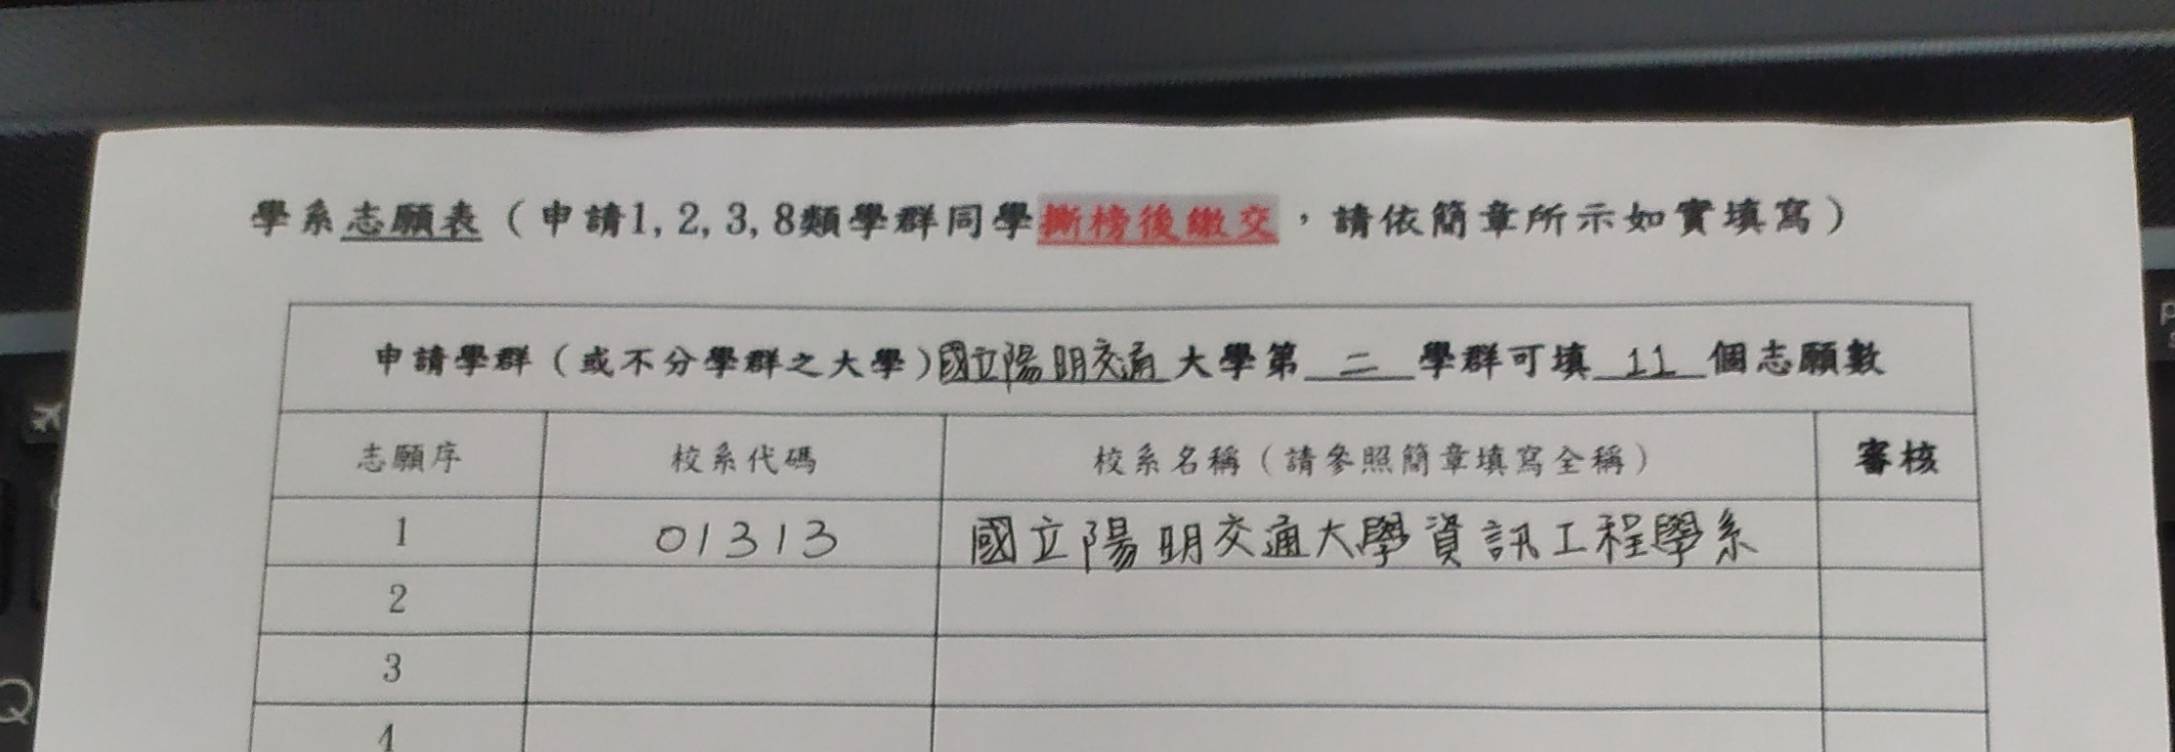 學系志願表（申請1,2,3,8類學群同學撕榜後繳交，請依簡章所示如實填寫）
申請學群（或不分學群之大學）國立陽明交通大學第 二 學群可填 11 個志願數
志願序 校系代碼 校系名稱（請參照簡章填寫全稱） 審核
1 01313 國立陽明交通大學資訊工程學系
2
3
4
Q